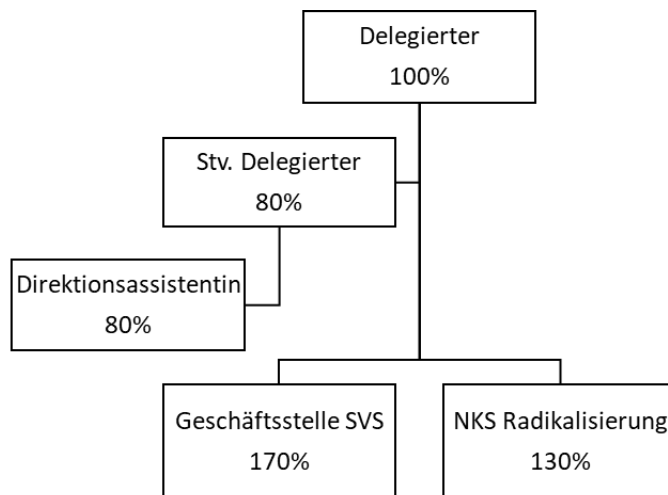 Delegierter
100%
Stv. Delegierter
80%
Direktionsassistentin
80%
Geschäftsstelle SVS
170%
NKS Radikalisierung
130%